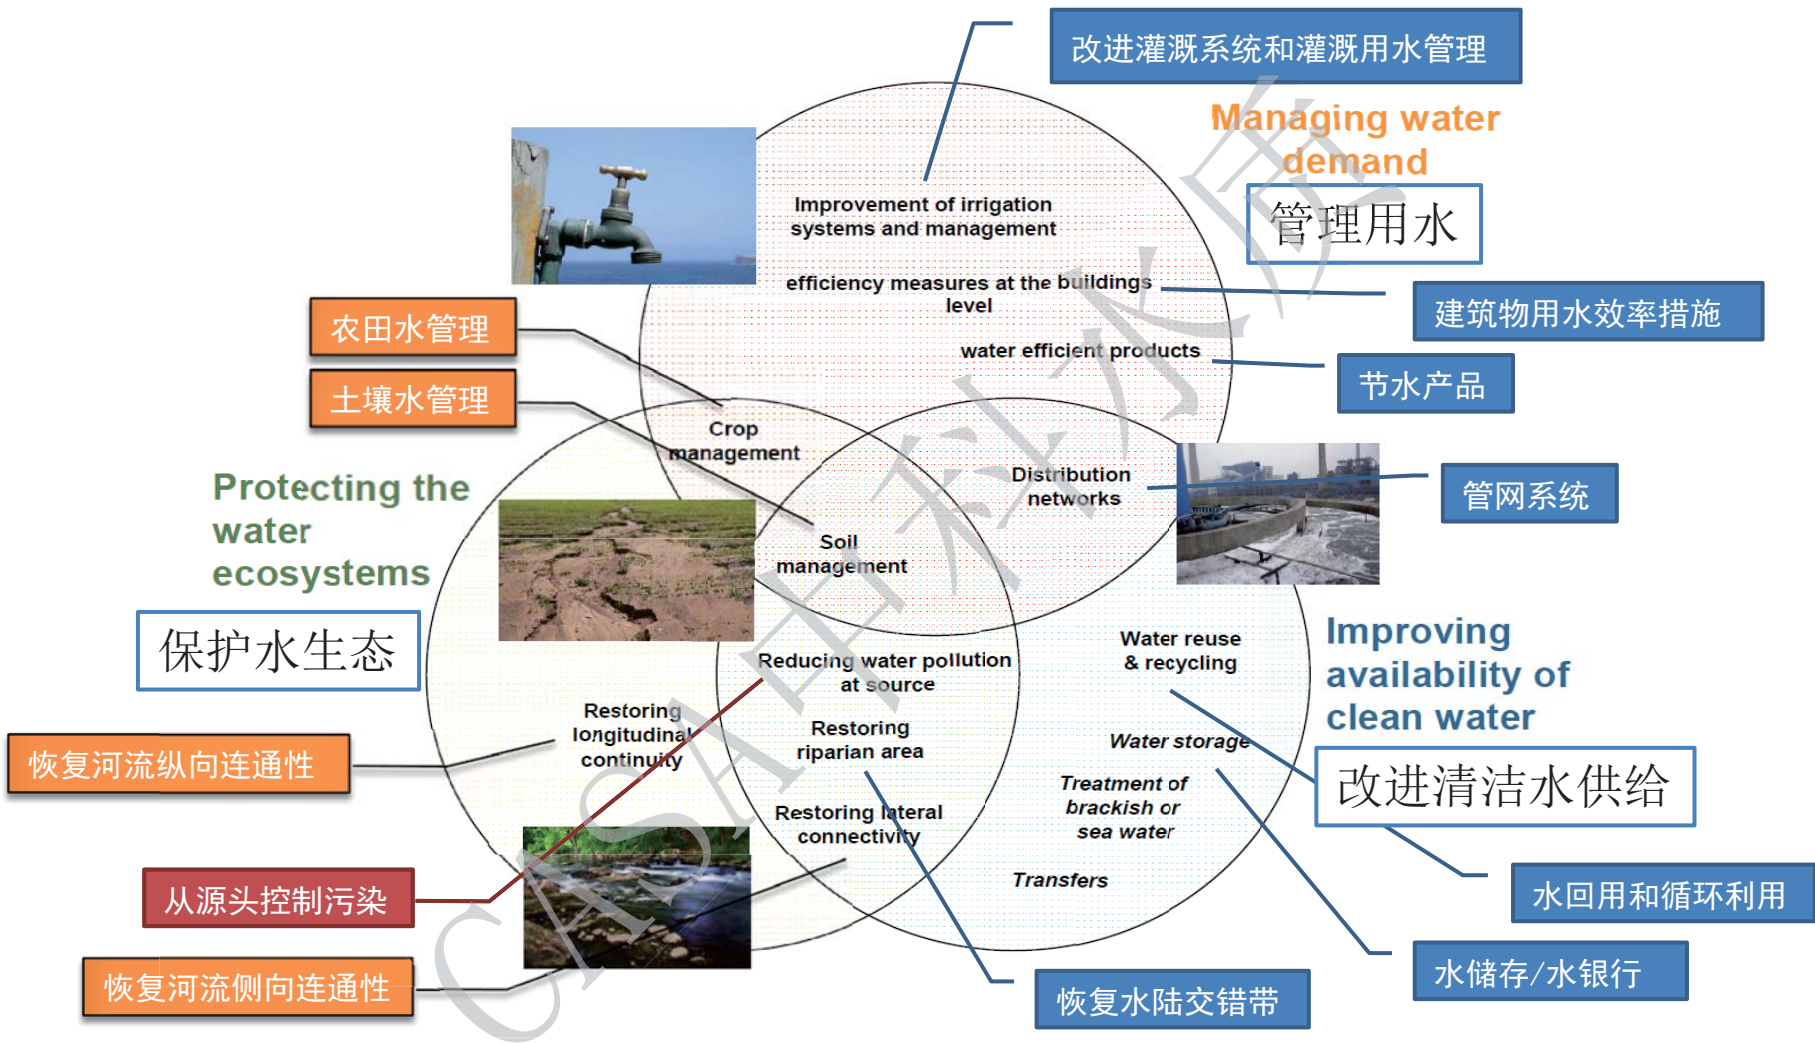 改进灌溉系统和灌溉用水管理
Managing water
demand
管理用水
Improvement of irrigation
systems and management
efficiency measures at the buildings
level
建筑物用水效率措施
water efficient products
节水产品
农田水管理
土壤水管理
Crop
management
Distribution
networks
管网系统
Protecting the
water
ecosystems
保护水生态
Soil
management
Water reuse
& recycling
Improving
availability of
clean water
改进清洁水供给
Reducing water pollution
at source
Restoring
longitudinal
continuity
Restoring
riparian area
Water storage
恢复河流纵向连通性
Treatment of
brackish or
sea water
Restoring lateral
connectivity
Transfers
从源头控制污染
水回用和循环利用
水储存/水银行
恢复河流侧向连通性
恢复水陆交错带
CASA中科水质